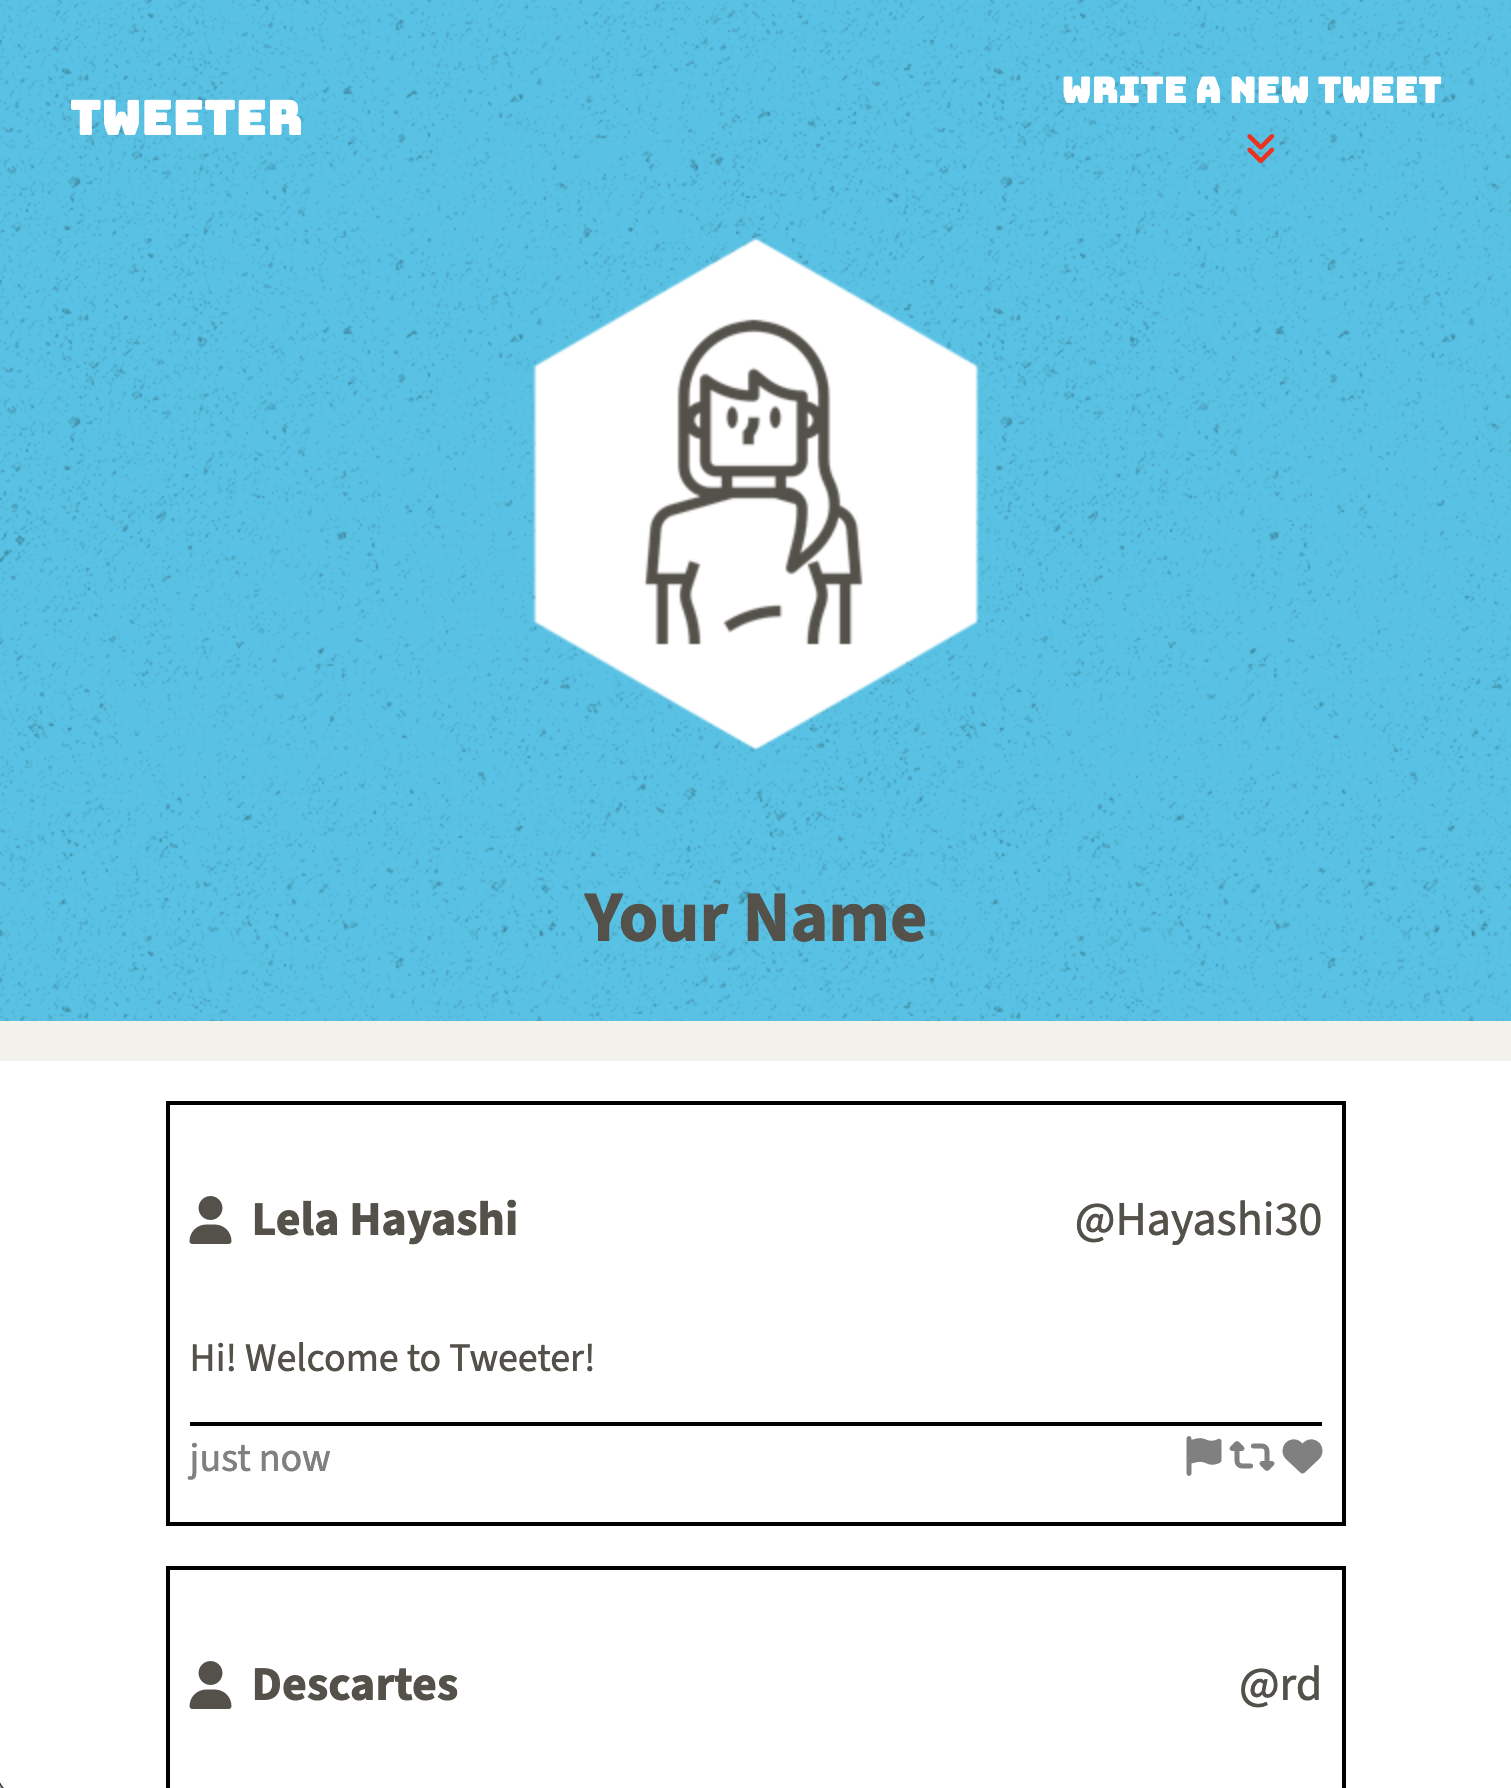 TWEETER
WRITE A NEW TWEET
Your Name
Lela Hayashi
@Hayashi30
Hi! Welcome to Tweeter!
just now
Descartes
@rd